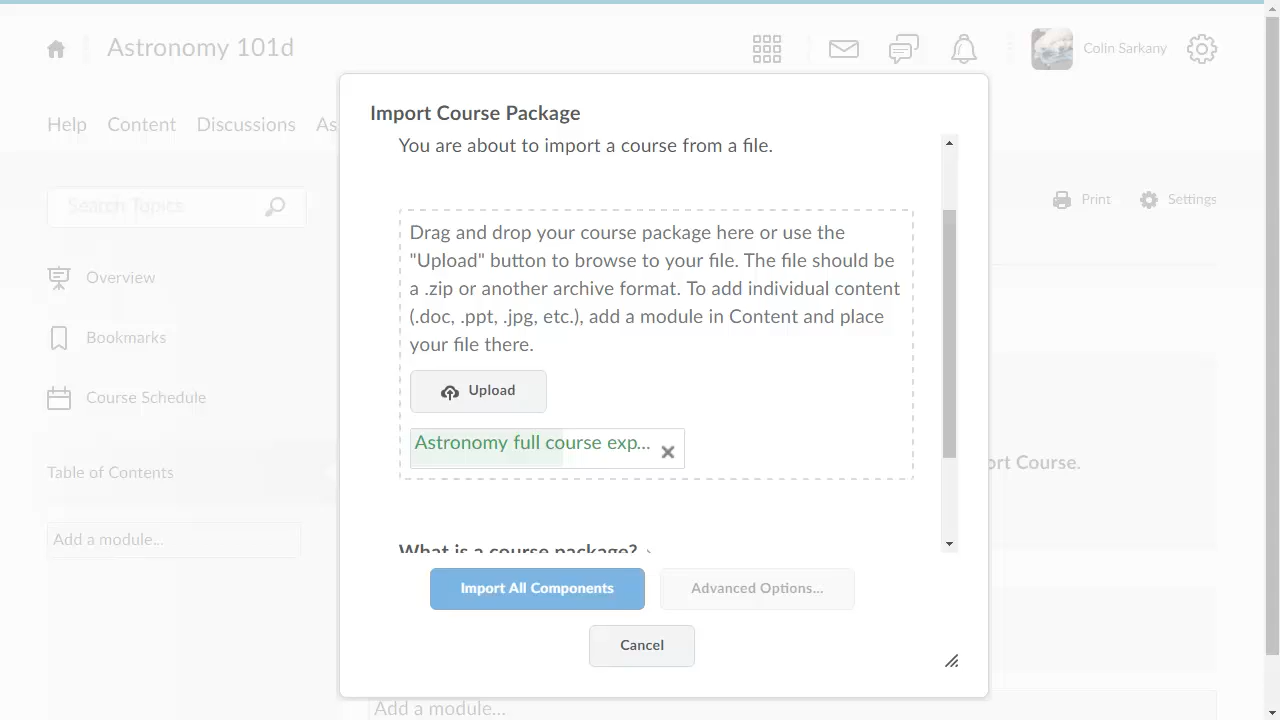 Astronomy 101d
Colin Sarkany
Import Course Package
Help Content Discussions As
You are about to import a course from a file.
Search Topics
Print
Settings
Drag and drop your course package here or use the
"Upload" button to browse to your file. The file should be
a .zip or another archive format. To add individual content
(.doc, .ppt, .jpg, etc.), add a module in Content and place
your file there.
Overview
Bookmarks
Upload
Course Schedule
Astronomy full course exp...
ort Course.
Table of Contents
Add a module...
What is a course package?
Import All Components
Advanced Options...
Cancel
Add a module...